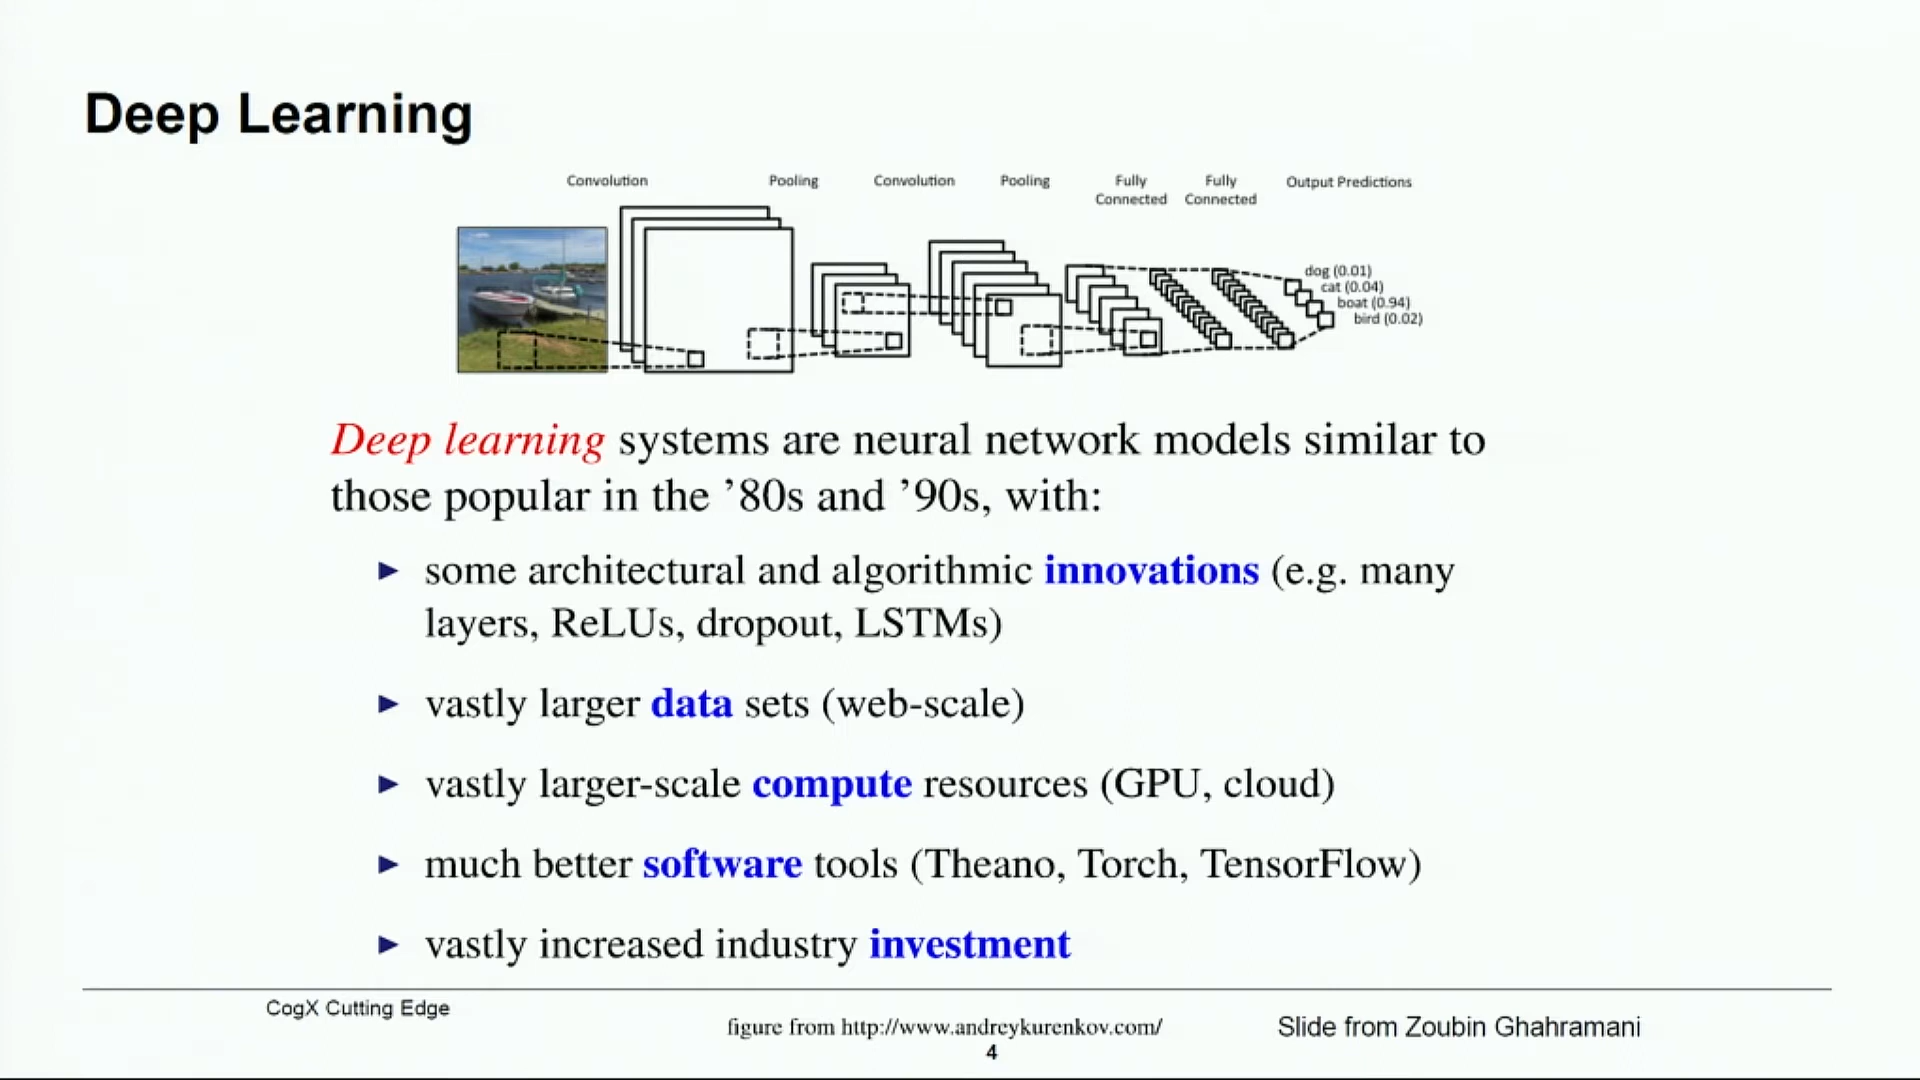 Deep Learning
Convolution Pooling Convolution Pooling Fully Connected Fully Connected Output Predictions
dog (0.01)
cat (0.04)
boat (0.94)
bird (0.02)
Deep learning systems are neural network models similar to
those popular in the ’80s and ’90s, with:
► some architectural and algorithmic innovations (e.g. many
layers, ReLUs, dropout, LSTMs)
► vastly larger data sets (web-scale)
► vastly larger-scale compute resources (GPU, cloud)
► much better software tools (Theano, Torch, TensorFlow)
► vastly increased industry investment
CogX Cutting Edge
figure from http://www.andreykurenkov.com/
Slide from Zoubin Ghahramani
4